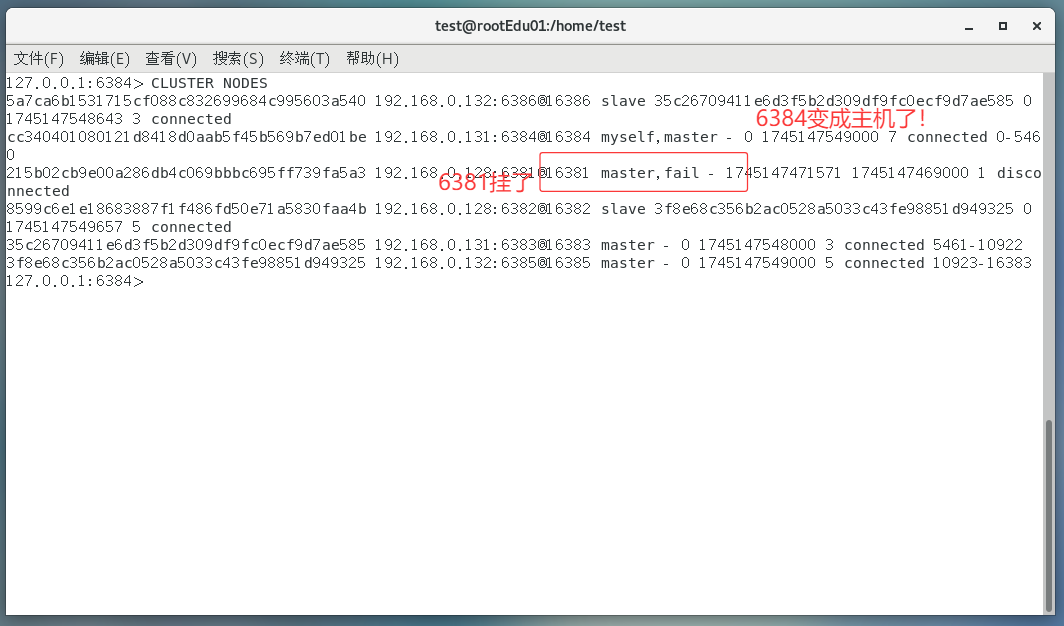 test@rootEdu01:/home/test
文件(F) 编辑(E) 查看(V) 搜索(S) 终端(T) 帮助(H)
127.0.0.1:6384> CLUSTER NODES
5a7ca6b1531715cf088c832699684c995603a540 192.168.0.132:6386@16386 slave 35c26709411e6d3f5b2d309df9fc0ecf9d7ae585 0
1745147548643 3 connected
6384变成主机了！
cc340401080121d8418d0aab5f45b569b7ed01be 192.168.0.131:6384@16384 myself,master - 0 1745147549000 7 connected 0-546
0
215b02cb9e00a286db4c069bbbc695ff739fa5a3 192.168.0.128:6381@16381 master,fail - 1745147471571 1745147469000 1 disco
6381挂了
nnected
8599c6e1e18683887f1f486fd50e71a5830faa4b 192.168.0.128:6382@16382 slave 3f8e68c356b2ac0528a5033c43fe98851d949325 0
1745147549657 5 connected
35c26709411e6d3f5b2d309df9fc0ecf9d7ae585 192.168.0.131:6383@16383 master - 0 1745147548000 3 connected 5461-10922
3f8e68c356b2ac0528a5033c43fe98851d949325 192.168.0.132:6385@16385 master - 0 1745147549000 5 connected 10923-16383
127.0.0.1:6384>